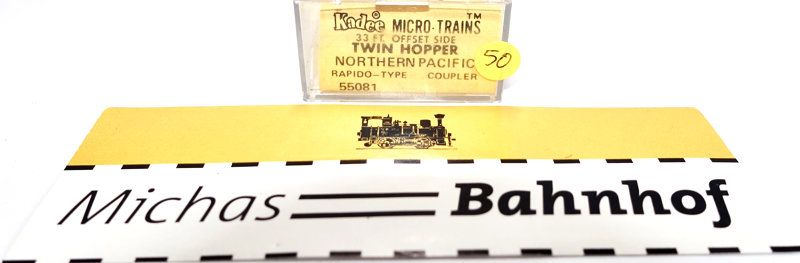 Kadee® MICRO-TRAINS™
33 FT. OFFSET SIDE
TWIN HOPPER
NORTHERN PACIFIC
RAPIDO-TYPE COUPLER
55081
50
Michas Bahnhof